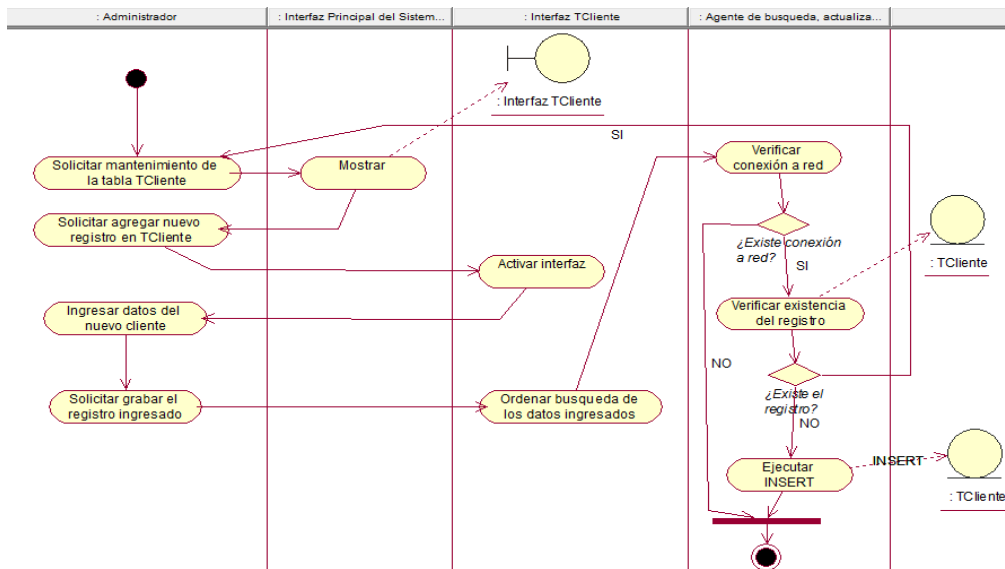 : Administrador
: Interfaz Principal del Sistem...
: Interfaz TCliente
: Agente de busqueda, actualiza...
: Interfaz TCliente
SI
Solicitar mantenimiento de
la tabla TCliente
Mostrar
Verificar
conexión a red
Solicitar agregar nuevo
registro en TCliente
¿Existe conexión
a red?
SI
: TCliente
Activar interfaz
Ingresar datos del
nuevo cliente
Verificar existencia
del registro
NO
Solicitar grabar el
registro ingresado
Ordenar busqueda de
los datos ingresados
¿Existe el
registro?
NO
Ejecutar
INSERT
INSERT
: TCliente